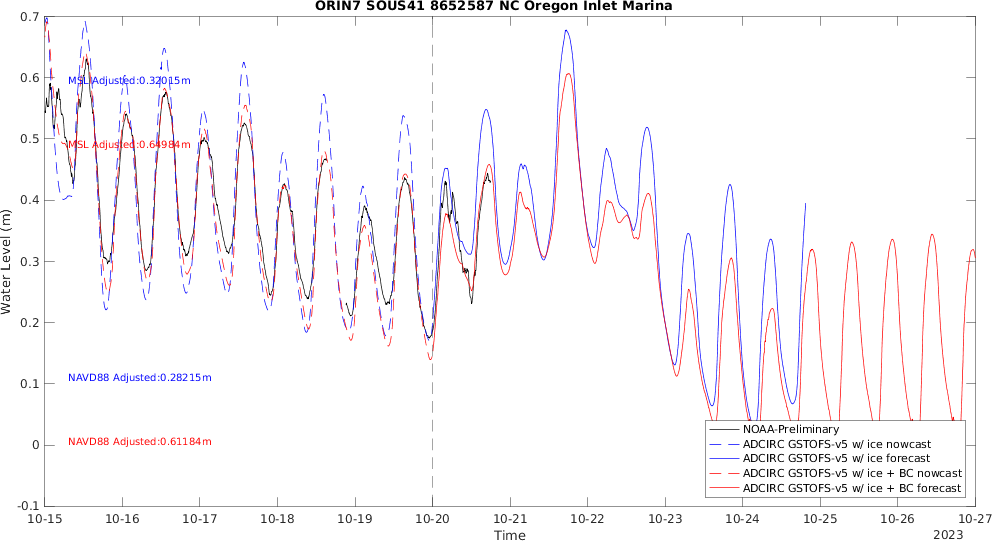 ORIN7 SOUS41 8652587 NC Oregon Inlet Marina
0.7
0.6
0.5
0.4
0.3
0.2
0.1
0
-0.1
Water Level (m)
MSL Adjusted:0.32015m
MSL Adjusted:0.64984m
NAVD88 Adjusted:0.28215m
NAVD88 Adjusted:0.61184m
NOAA-Preliminary
ADCIRC GSTOFS-v5 w/ ice nowcast
ADCIRC GSTOFS-v5 w/ ice forecast
ADCIRC GSTOFS-v5 w/ ice + BC nowcast
ADCIRC GSTOFS-v5 w/ ice + BC forecast
10-15 10-16 10-17 10-18 10-19 10-20 10-21 10-22 10-23 10-24 10-25 10-26 10-27
Time
2023